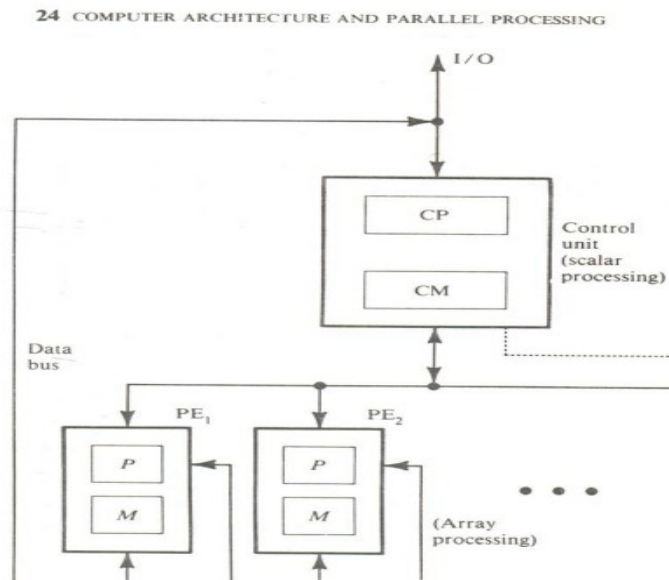 24 COMPUTER ARCHITECTURE AND PARALLEL PROCESSING
I/O
CP
Control
unit
(scalar
processing)
CM
Data
bus
PE1
PE2
P
P
M
M
(Array
processing)